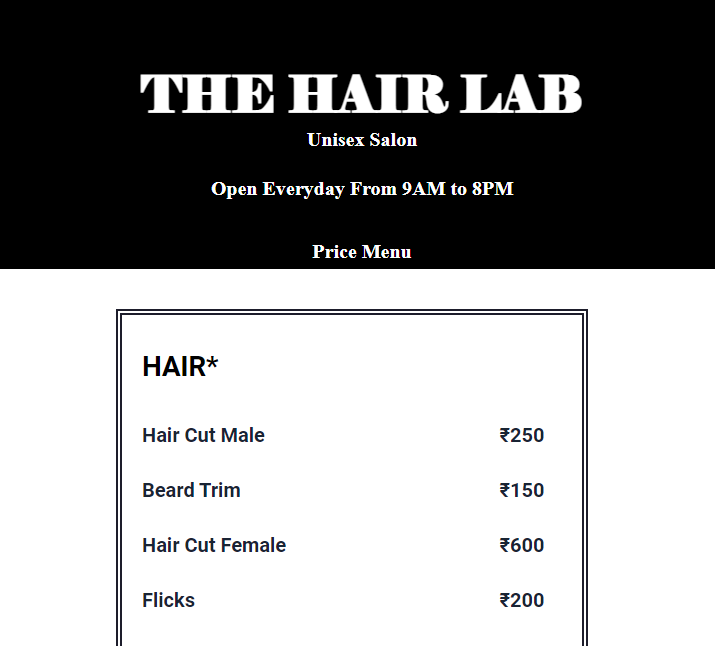 THE HAIR LAB
Unisex Salon
Open Everyday From 9AM to 8PM
Price Menu
HAIR*
Hair Cut Male ₹250
Beard Trim ₹150
Hair Cut Female ₹600
Flicks ₹200